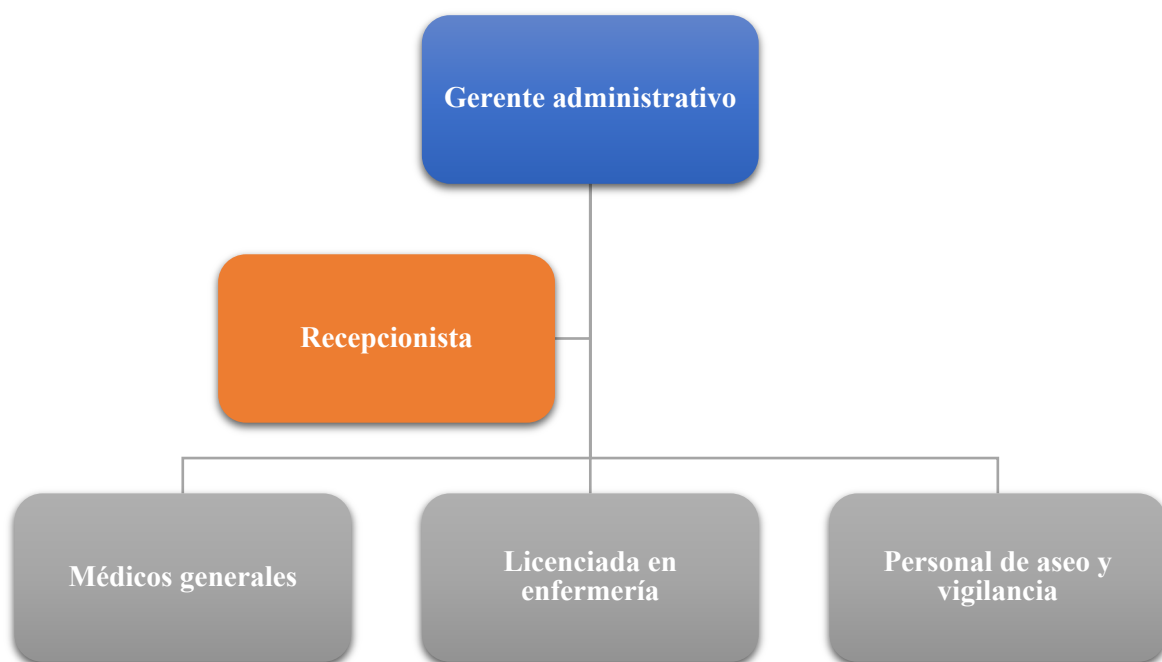 Gerente administrativo
Recepcionista
Médicos generales
Licenciada en
enfermería
Personal de aseo y
vigilancia